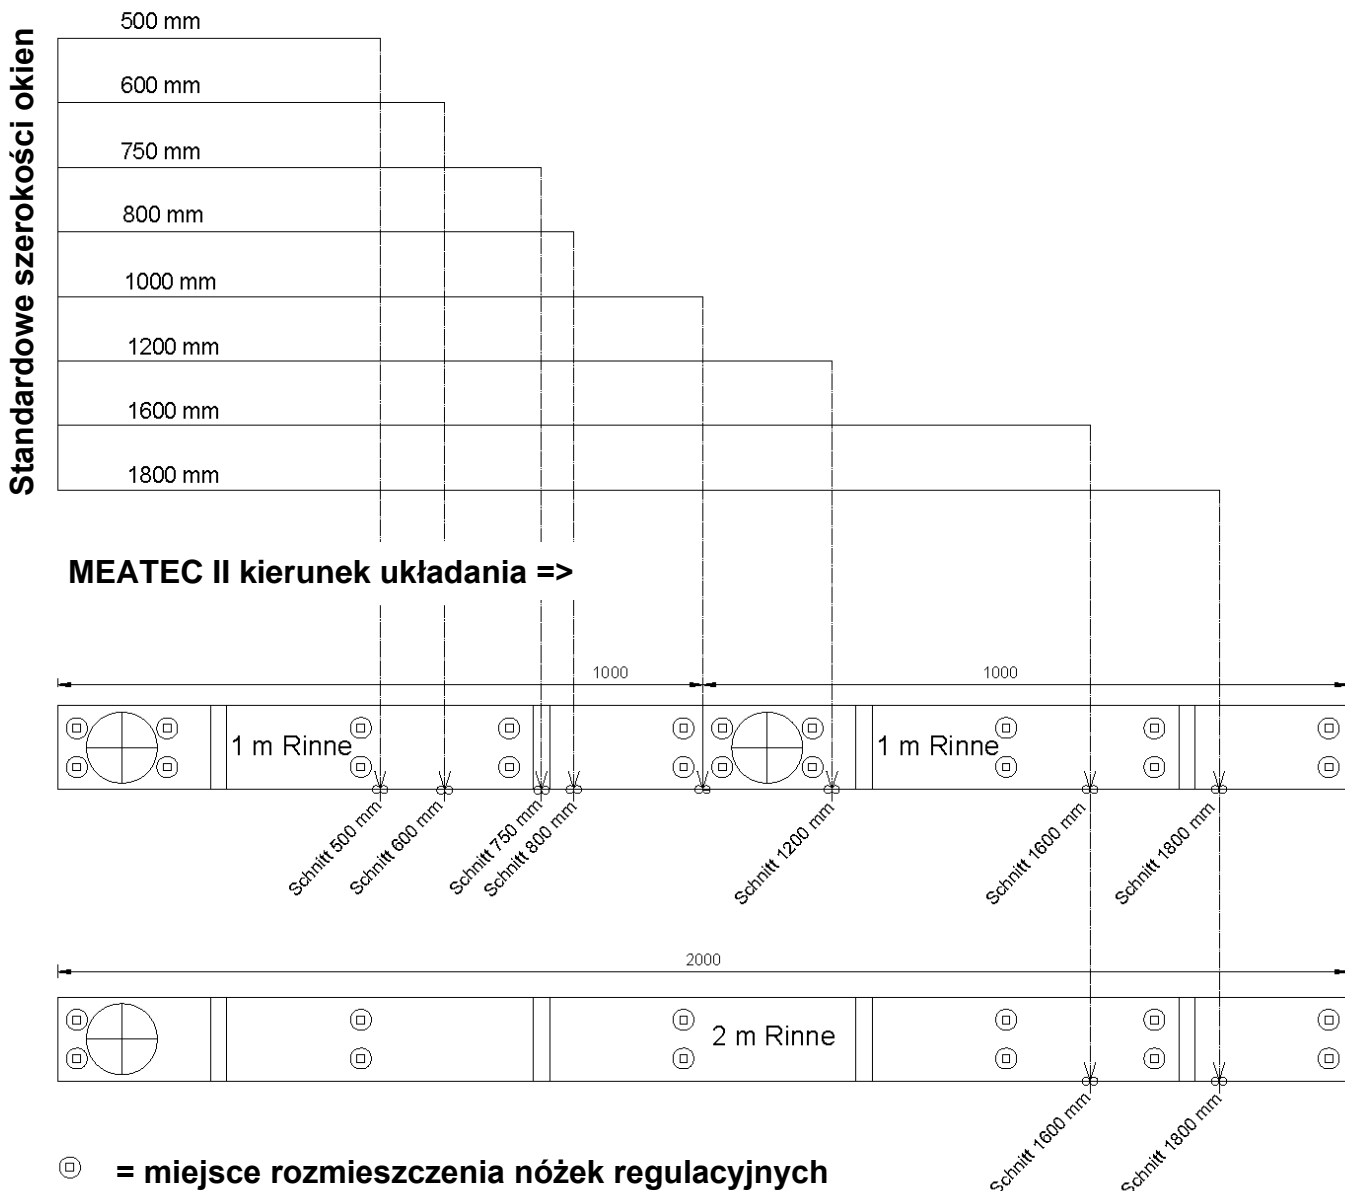 Standardowe szerokości okien
500 mm
600 mm
750 mm
800 mm
1000 mm
1200 mm
1600 mm
1800 mm
MEATEC II kierunek układania =>
1000
1000
1 m Rinne
1 m Rinne
Schnitt 500 mm
Schnitt 600 mm
Schnitt 750 mm
Schnitt 800 mm
Schnitt 1200 mm
Schnitt 1600 mm
Schnitt 1800 mm
2000
2 m Rinne
Schnitt 1600 mm
Schnitt 1800 mm
= miejsce rozmieszczenia nóżek regulacyjnych